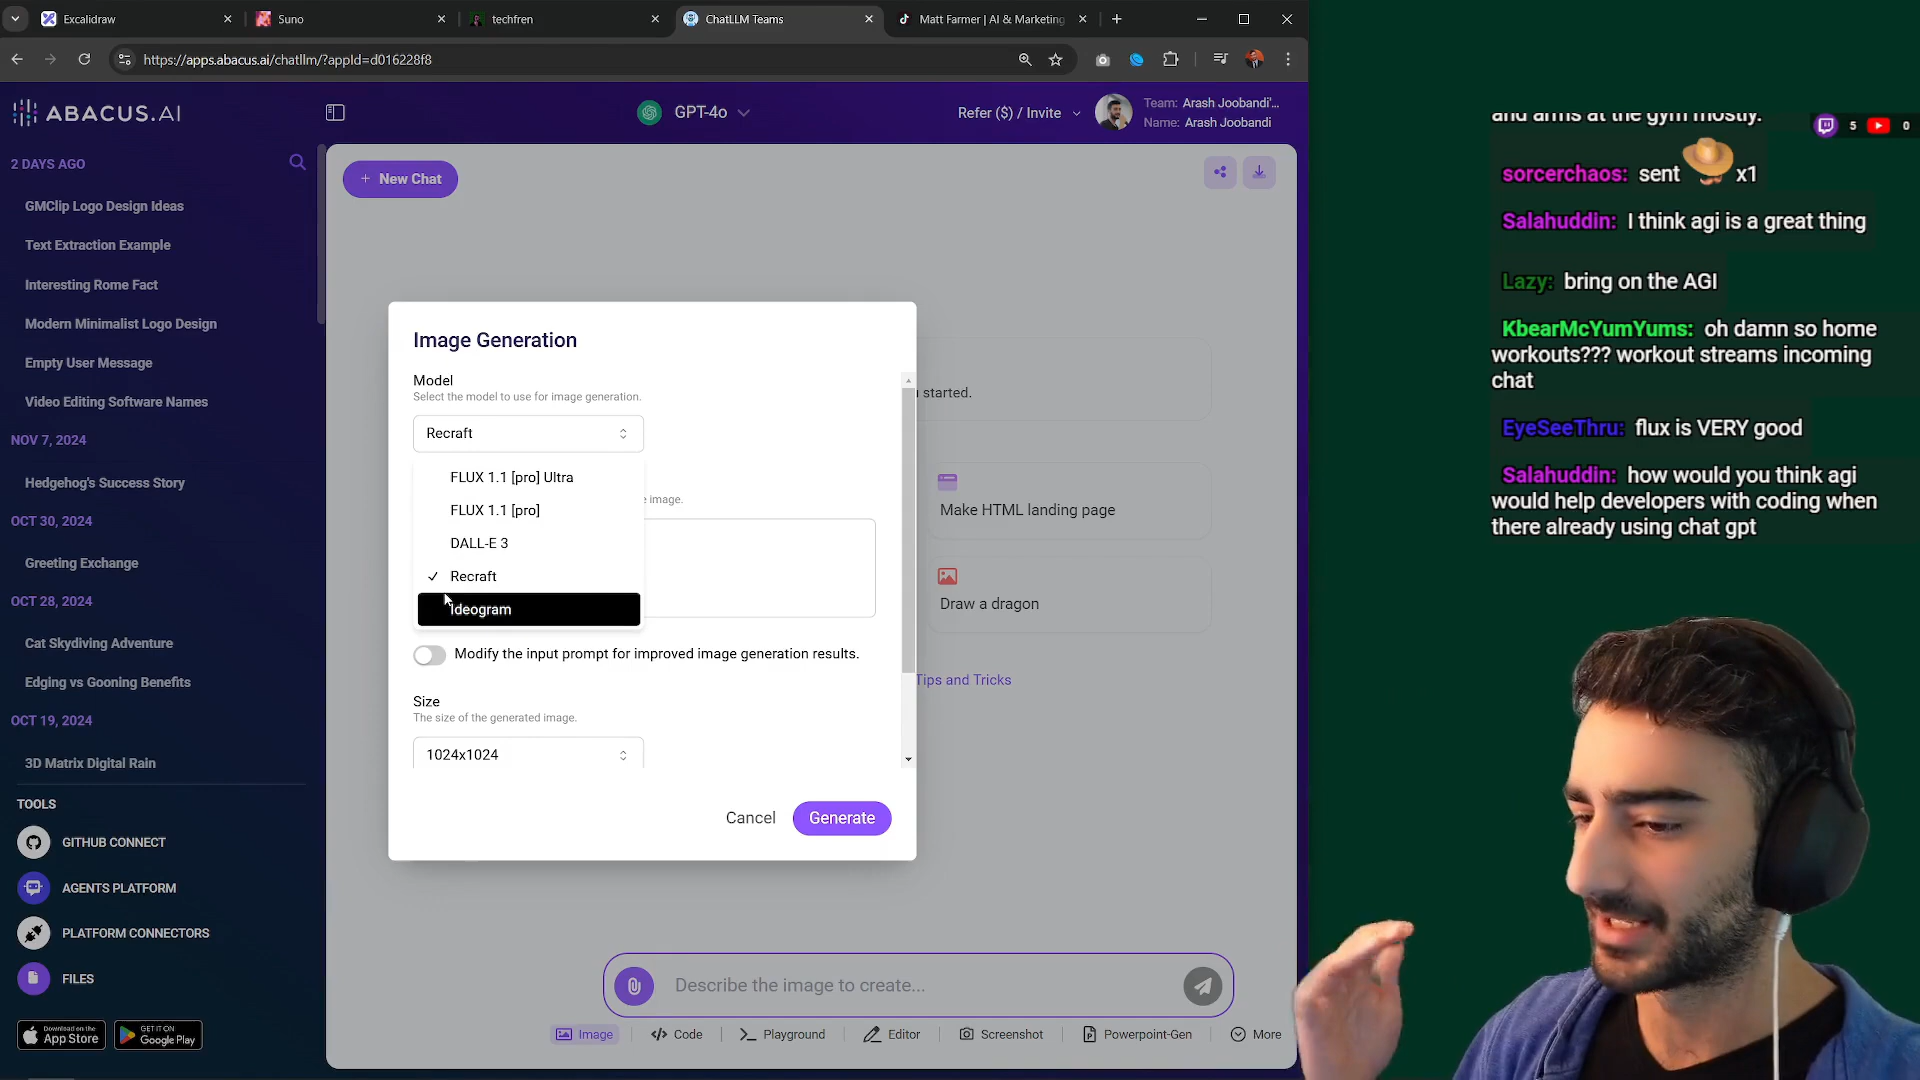 Excalidraw
Suno
techfren
ChatLLM Teams
Matt Farmer | AI & Marketing
https://apps.abacus.ai/chatllm/?appId=d016228f8
ABACUS.AI
GPT-4o
Refer ($) / Invite
Team: Arash Joobandi'...
Name: Arash Joobandi
2 DAYS AGO
GMClip Logo Design Ideas
Text Extraction Example
Interesting Rome Fact
Modern Minimalist Logo Design
Empty User Message
Video Editing Software Names
NOV 7, 2024
Hedgehog's Success Story
OCT 30, 2024
Greeting Exchange
OCT 28, 2024
Cat Skydiving Adventure
Edging vs Gooning Benefits
OCT 19, 2024
3D Matrix Digital Rain
TOOLS
GITHUB CONNECT
AGENTS PLATFORM
PLATFORM CONNECTORS
FILES
Download on the
App Store
GET IT ON
Google Play
+ New Chat
started.
Make HTML landing page
Draw a dragon
Tips and Tricks
Image Generation
Model
Select the model to use for image generation.
Recraft
FLUX 1.1 [pro] Ultra
FLUX 1.1 [pro]
DALL-E 3
Recraft
Ideogram
image.
Modify the input prompt for improved image generation results.
Size
The size of the generated image.
1024x1024
Cancel
Generate
Describe the image to create...
Image
Code
Playground
Editor
Screenshot
Powerpoint-Gen
More
and arms at the gym mostly.
5
0
sorcerchaos: sent x1
Salahuddin: I think agi is a great thing
Lazy: bring on the AGI
KbearMcYumYums: oh damn so home
workouts??? workout streams incoming
chat
EyeSeeThru: flux is VERY good
Salahuddin: how would you think agi
would help developers with coding when
there already using chat gpt